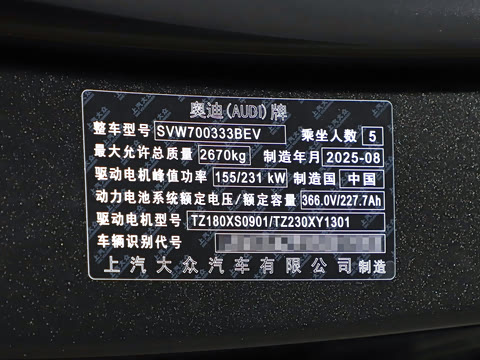 奥迪(AUDI)牌
整车型号 SVW700333BEV 乘坐人数 5
最大允许总质量 2670kg 制造年月 2025-08
驱动电机峰值功率 155/231 kW 制造国 中国
动力电池系统额定电压/额定容量 366.0V/227.7Ah
驱动电机型号 TZ180XS0901/TZ230XY1301
车辆识别代号
上汽大众汽车有限公司 制造